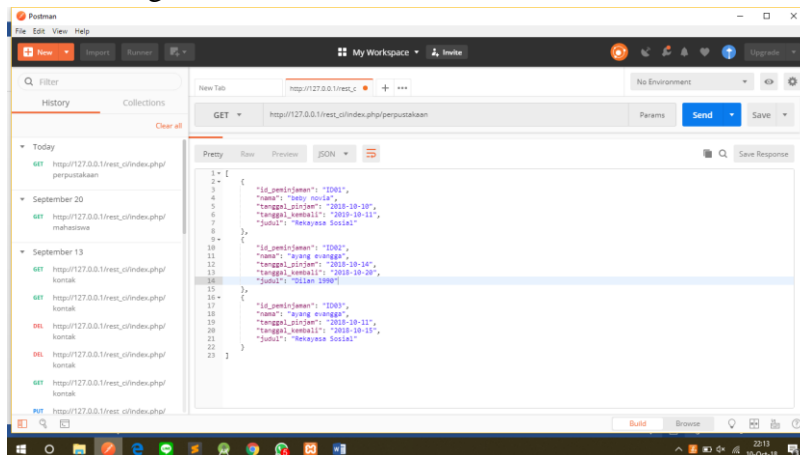 Postman
File Edit View Help
New Import Runner My Workspace Invite Upgrade
Filter
History Collections
Clear all
Today
GET http://127.0.0.1/rest_ci/index.php/
perpustakaan
September 20
GET http://127.0.0.1/rest_ci/index.php/
mahasiswa
September 13
GET http://127.0.0.1/rest_ci/index.php/
kontak
GET http://127.0.0.1/rest_ci/index.php/
kontak
DEL http://127.0.0.1/rest_ci/index.php/
kontak
DEL http://127.0.0.1/rest_ci/index.php/
kontak
GET http://127.0.0.1/rest_ci/index.php/
kontak
PUT http://127.0.0.1/rest_ci/index.php/
New Tab http://127.0.0.1/rest_c No Environment
GET http://127.0.0.1/rest_ci/index.php/perpustakaan Params Send Save
Pretty Raw Preview JSON Save Response
1 [
2 {
3 "id_peminjaman": "ID01",
4 "nama": "beby novia",
5 "tanggal_pinjam": "2018-10-10",
6 "tanggal_kembali": "2019-10-11",
7 "judul": "Rekayasa Sosial"
8 },
9 {
10 "id_peminjaman": "ID02",
11 "nama": "ayang evangga",
12 "tanggal_pinjam": "2018-10-14",
13 "tanggal_kembali": "2018-10-20",
14 "judul": "Dilan 1990"
15 },
16 {
17 "id_peminjaman": "ID03",
18 "nama": "ayang evangga",
19 "tanggal_pinjam": "2018-10-11",
20 "tanggal_kembali": "2018-10-15",
21 "judul": "Rekayasa Sosial"
22 }
23 ]
Build Browse
22:13
10-Oct-18